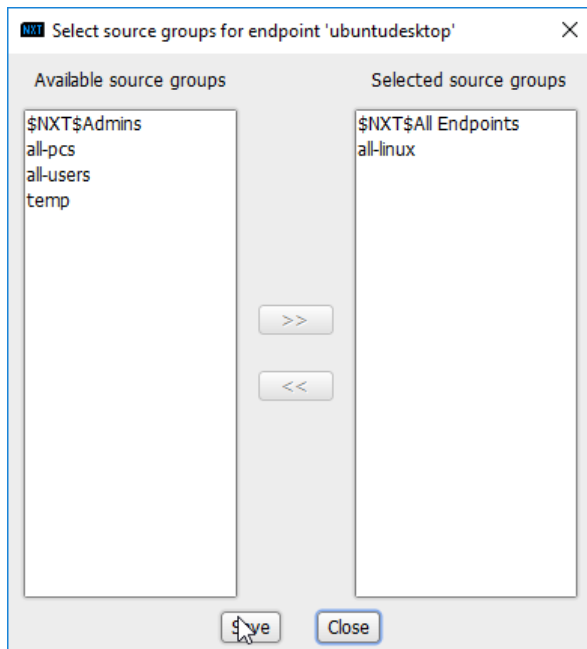 NXT Select source groups for endpoint 'ubuntudesktop'
Available source groups
Selected source groups
$NXT$Admins
all-pcs
all-users
temp
$NXT$All Endpoints
all-linux
>>
<<
Save
Close